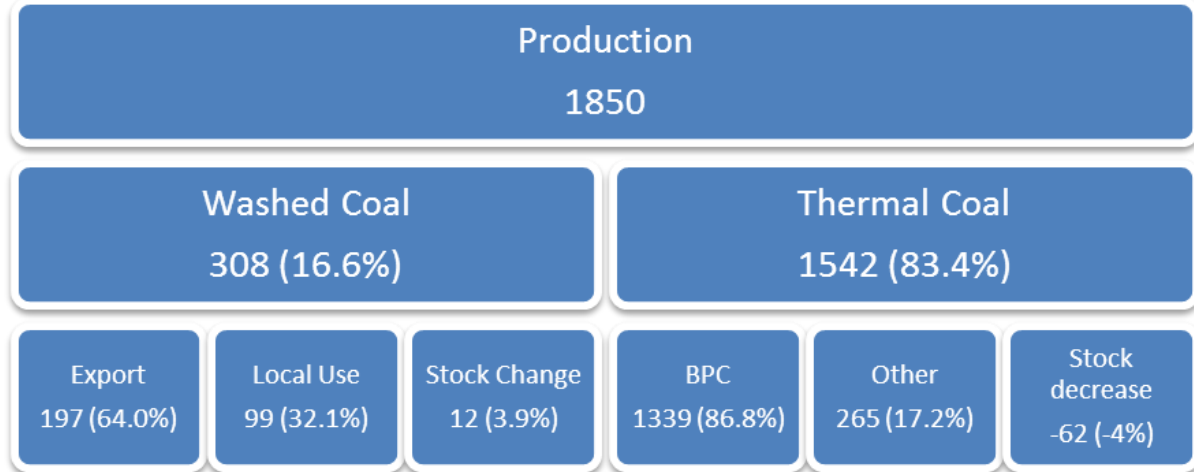 Production
1850
Washed Coal
308 (16.6%)
Thermal Coal
1542 (83.4%)
Export
197 (64.0%)
Local Use
99 (32.1%)
Stock Change
12 (3.9%)
BPC
1339 (86.8%)
Other
265 (17.2%)
Stock
decrease
-62 (-4%)